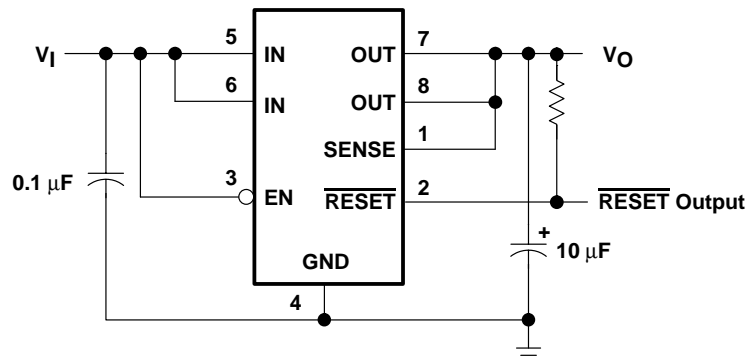 VI
5
IN
OUT
7
VO
6
IN
OUT
8
SENSE
1
0.1 μF
3
EN
RESET
2
RESET Output
+
10 μF
GND
4